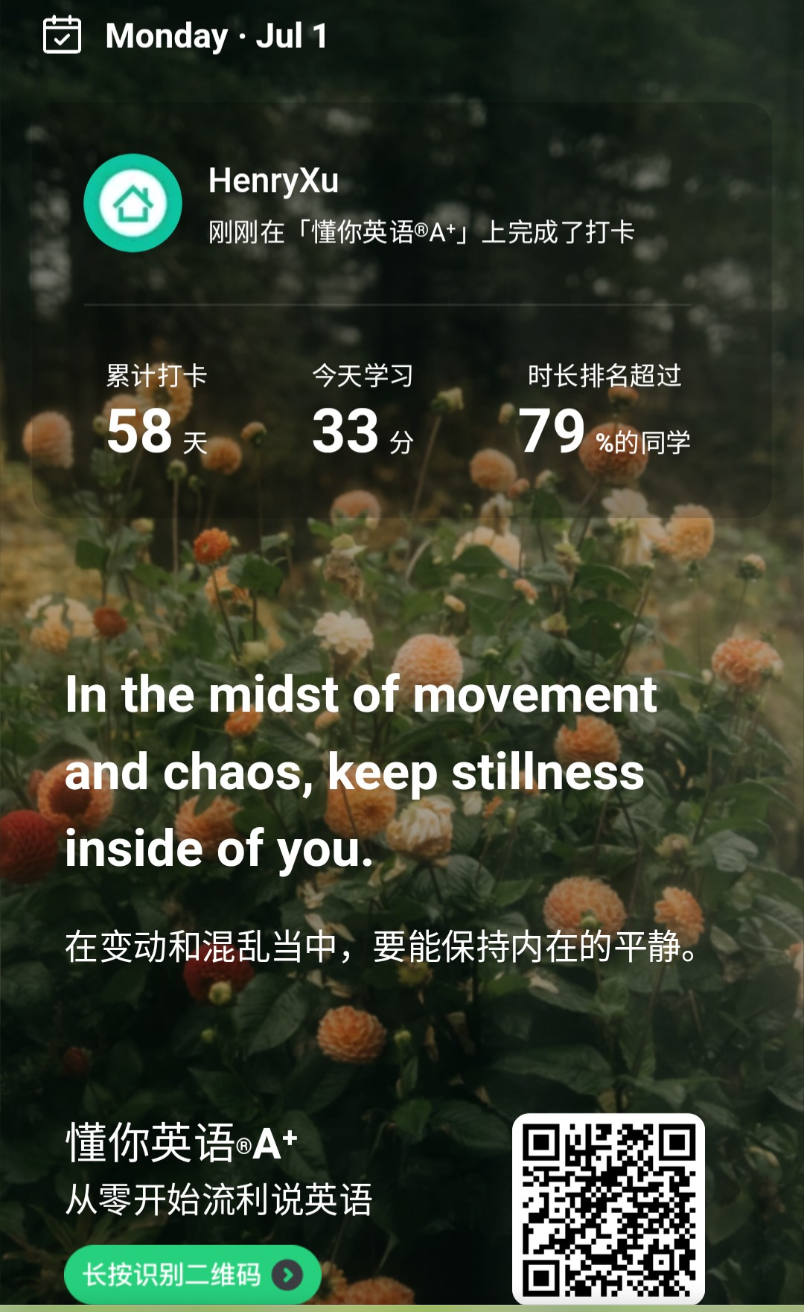 Monday · Jul 1
HenryXu
刚刚在「懂你英语®A⁺」上完成了打卡
累计打卡 今天学习 时长排名超过
58 天 33 分 79 %的同学
In the midst of movement
and chaos, keep stillness
inside of you.
在变动和混乱当中，要能保持内在的平静。
懂你英语®A⁺
从零开始流利说英语
长按识别二维码